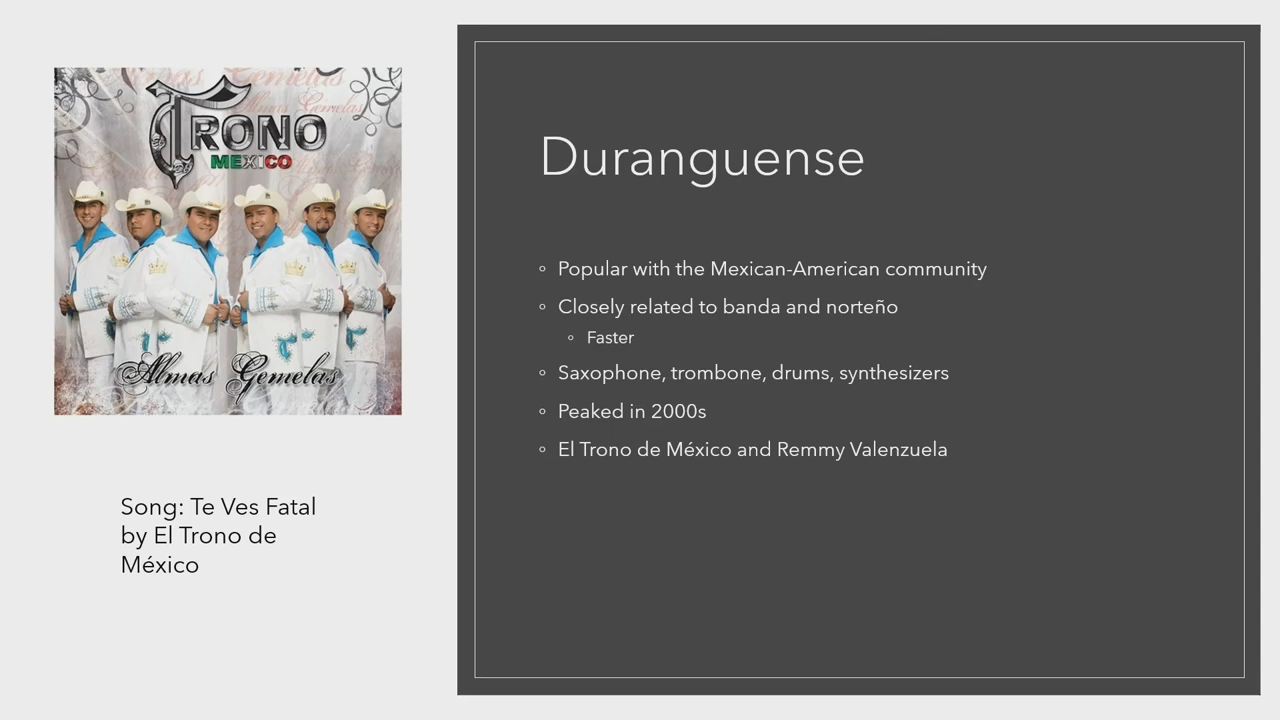 TRONO
DE
MEXICO
Almas Gemelas
Song: Te Ves Fatal
by El Trono de
México
Duranguense
Popular with the Mexican-American community
Closely related to banda and norteño
Faster
Saxophone, trombone, drums, synthesizers
Peaked in 2000s
El Trono de México and Remmy Valenzuela